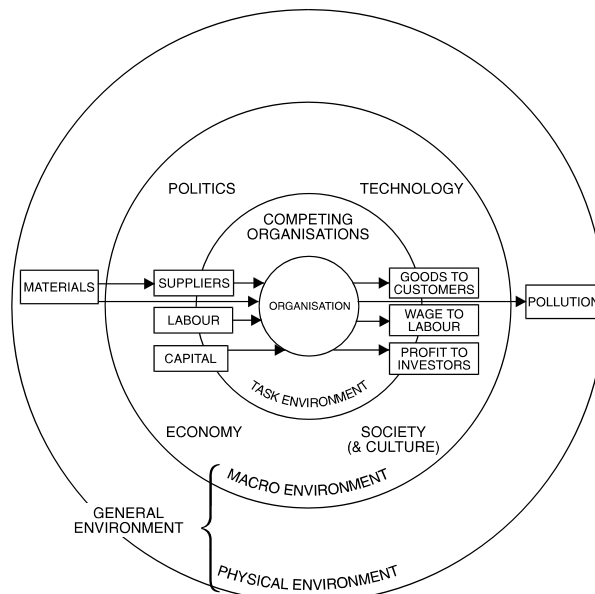 POLITICS
TECHNOLOGY
COMPETING
ORGANISATIONS
MATERIALS
SUPPLIERS
LABOUR
CAPITAL
ORGANISATION
GOODS TO
CUSTOMERS
WAGE TO
LABOUR
PROFIT TO
INVESTORS
POLLUTION
TASK ENVIRONMENT
ECONOMY
SOCIETY
(& CULTURE)
MACRO ENVIRONMENT
GENERAL
ENVIRONMENT
PHYSICAL ENVIRONMENT